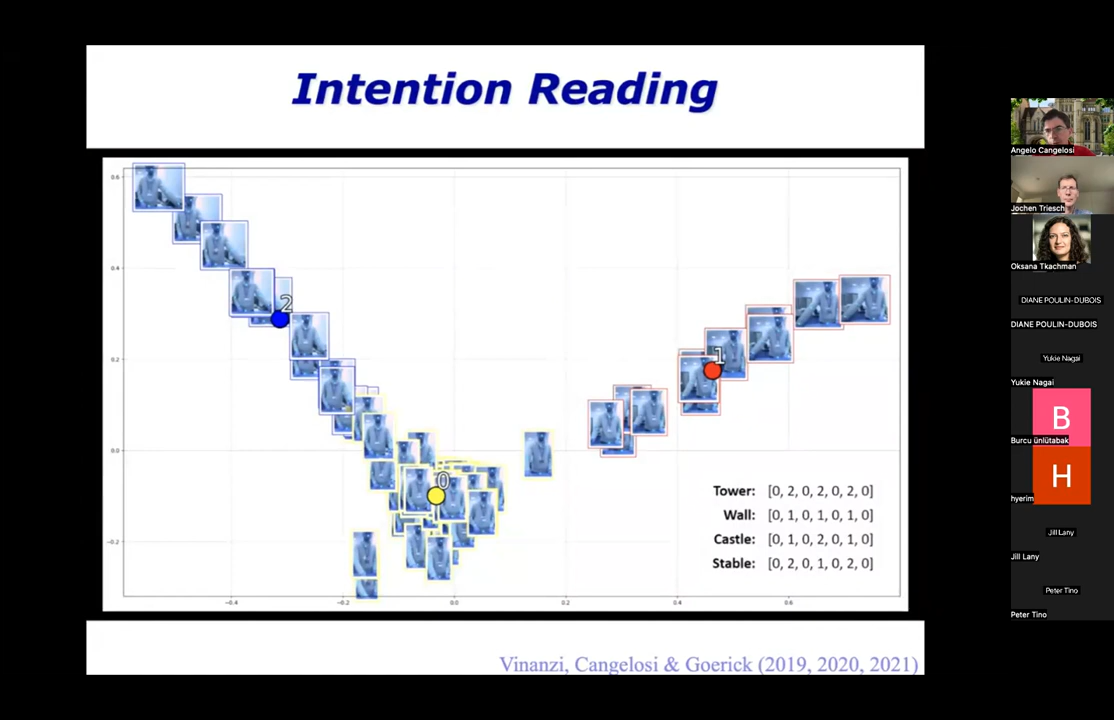 Intention Reading
0.6
0.4
0.2
0.0
−0.2
−0.4
−0.2
0.0
0.2
0.4
0.6
2
1
0
Tower: [0, 2, 0, 2, 0, 2, 0]
Wall: [0, 1, 0, 1, 0, 1, 0]
Castle: [0, 1, 0, 2, 0, 1, 0]
Stable: [0, 2, 0, 1, 0, 2, 0]
Vinanzi, Cangelosi & Goerick (2019, 2020, 2021)
Angelo Cangelosi
Jochen Triesch
Oksana Tkachman
DIANE POULIN-DUBOIS
DIANE POULIN-DUBOIS
Yukie Nagai
Yukie Nagai
B
Burcu ünlütabak
H
hyerim
Jill Lany
Jill Lany
Peter Tino
Peter Tino